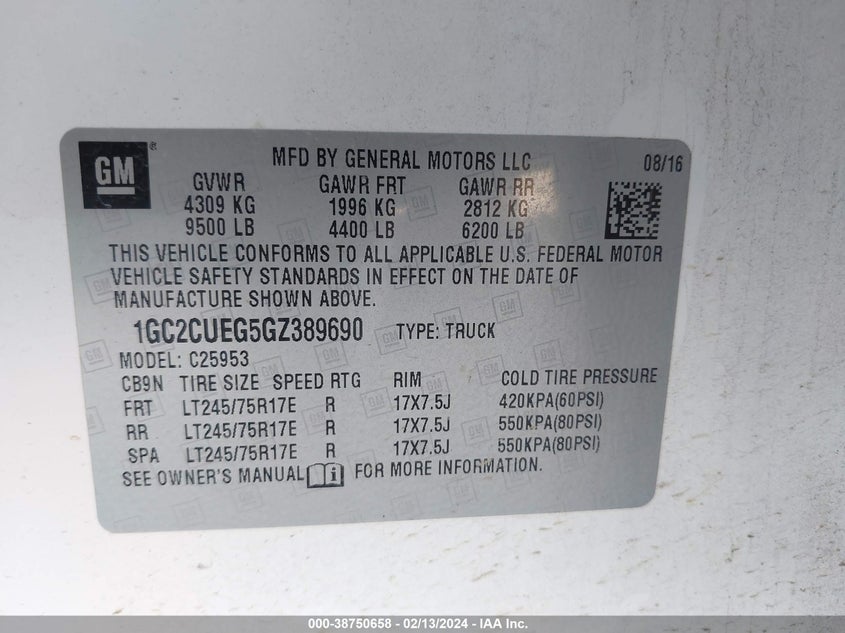 GM®
MFD BY GENERAL MOTORS LLC 08/16
GVWR GAWR FRT GAWR RR
4309 KG 1996 KG 2812 KG
9500 LB 4400 LB 6200 LB
THIS VEHICLE CONFORMS TO ALL APPLICABLE U.S. FEDERAL MOTOR
VEHICLE SAFETY STANDARDS IN EFFECT ON THE DATE OF
MANUFACTURE SHOWN ABOVE.
1GC2CUEG5GZ389690 TYPE: TRUCK
MODEL: C25953
CB9N TIRE SIZE SPEED RTG RIM COLD TIRE PRESSURE
FRT LT245/75R17E R 17X7.5J 420KPA(60PSI)
RR LT245/75R17E R 17X7.5J 550KPA(80PSI)
SPA LT245/75R17E R 17X7.5J 550KPA(80PSI)
SEE OWNER'S MANUAL i FOR MORE INFORMATION.
000-38750658 - 02/13/2024 - IAA Inc.